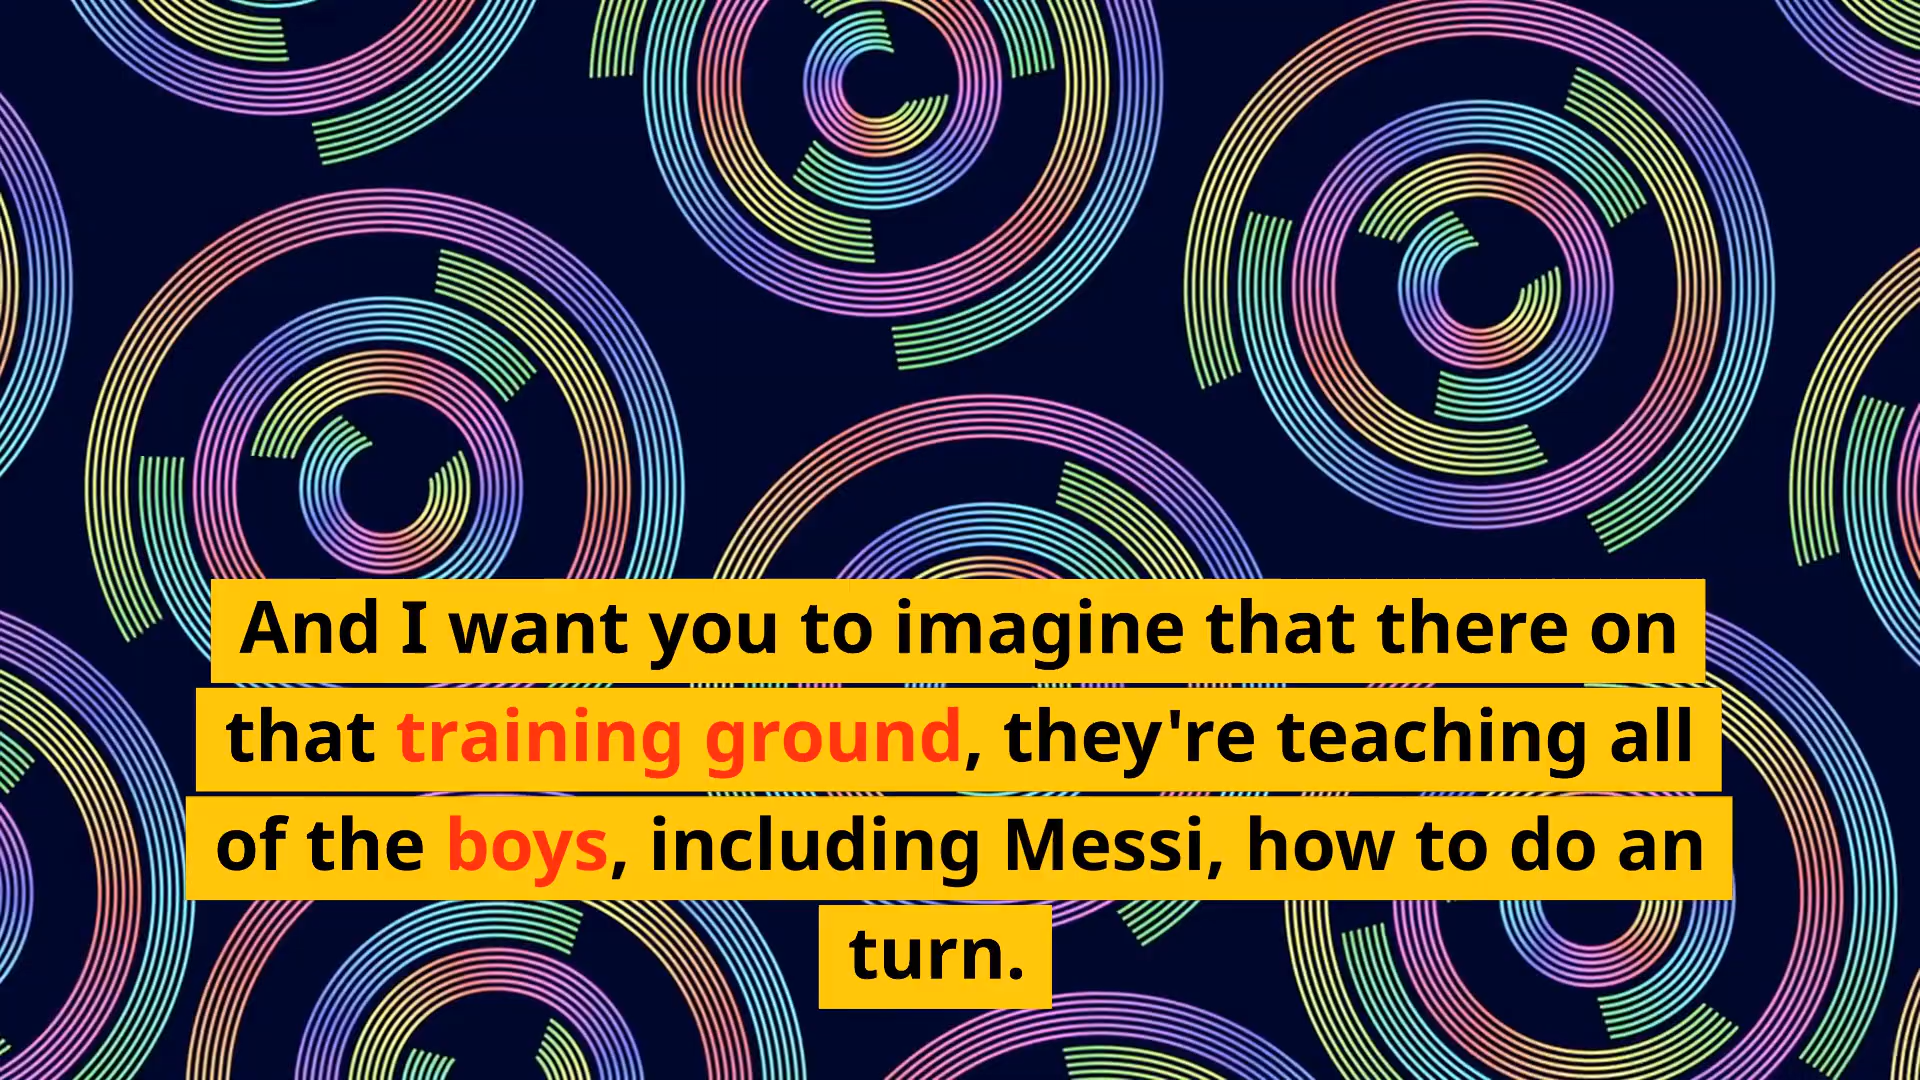 And I want you to imagine that there on
that training ground, they're teaching all
of the boys, including Messi, how to do an
turn.